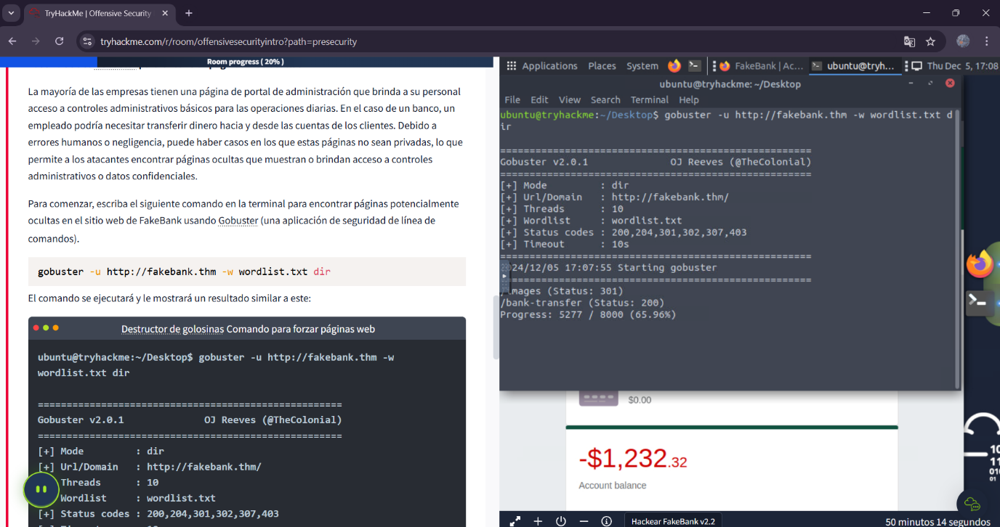 TryHackMe | Offensive Security
tryhackme.com/r/room/offensivesecurityintro?path=presecurity
Room progress ( 20% )
La mayoría de las empresas tienen una página de portal de administración que brinda a su personal
acceso a controles administrativos básicos para las operaciones diarias. En el caso de un banco, un
empleado podría necesitar transferir dinero hacia y desde las cuentas de los clientes. Debido a
errores humanos o negligencia, puede haber casos en los que estas páginas no sean privadas, lo que
permite a los atacantes encontrar páginas ocultas que muestran o brindan acceso a controles
administrativos o datos confidenciales.
Para comenzar, escriba el siguiente comando en la terminal para encontrar páginas potencialmente
ocultas en el sitio web de FakeBank usando Gobuster (una aplicación de seguridad de línea de
comandos).
gobuster -u http://fakebank.thm -w wordlist.txt dir
El comando se ejecutará y le mostrará un resultado similar a este:
Destructor de golosinas Comando para forzar páginas web
ubuntu@tryhackme:~/Desktop$ gobuster -u http://fakebank.thm -w
wordlist.txt dir
=====================================================
Gobuster v2.0.1 OJ Reeves (@TheColonial)
=====================================================
[+] Mode : dir
[+] Url/Domain : http://fakebank.thm/
Threads : 10
Wordlist : wordlist.txt
[+] Status codes : 200,204,301,302,307,403
Applications Places System FakeBank | Ac... ubuntu@tryh... Thu Dec 5, 17:08
ubuntu@tryhackme: ~/Desktop
File Edit View Search Terminal Help
ubuntu@tryhackme:~/Desktop$ gobuster -u http://fakebank.thm -w wordlist.txt d
ir
=====================================================
Gobuster v2.0.1 OJ Reeves (@TheColonial)
=====================================================
[+] Mode : dir
[+] Url/Domain : http://fakebank.thm/
[+] Threads : 10
[+] Wordlist : wordlist.txt
[+] Status codes : 200,204,301,302,307,403
[+] Timeout : 10s
=====================================================
24/12/05 17:07:55 Starting gobuster
=====================================================
mages (Status: 301)
/bank-transfer (Status: 200)
Progress: 5277 / 8000 (65.96%)
$0.00
-$1,232.32
Account balance
Hackear FakeBank v2.2
50 minutos 14 segundos